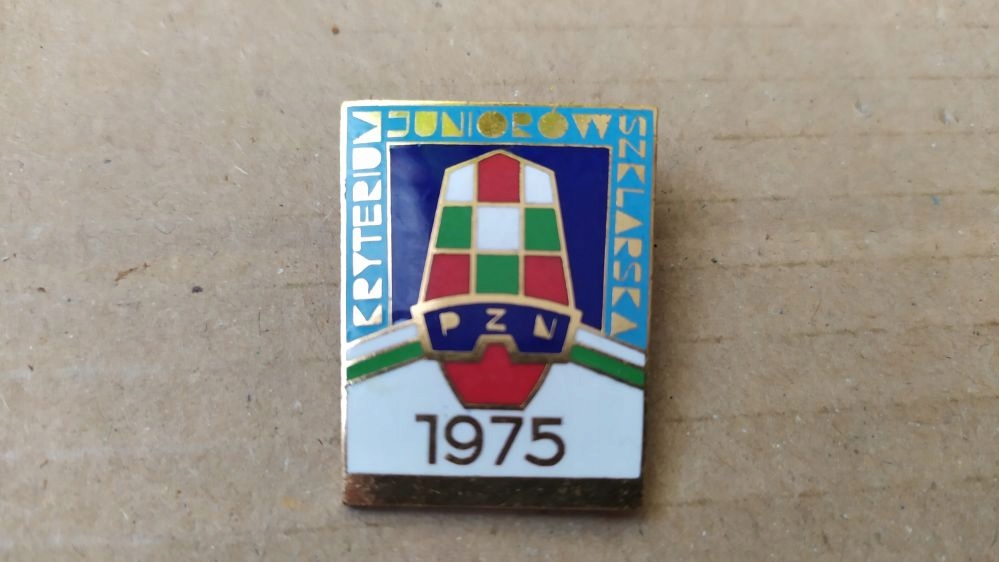 KRYTERIUM
JUNIORÓW
SZKLARSKA
PZN
1975